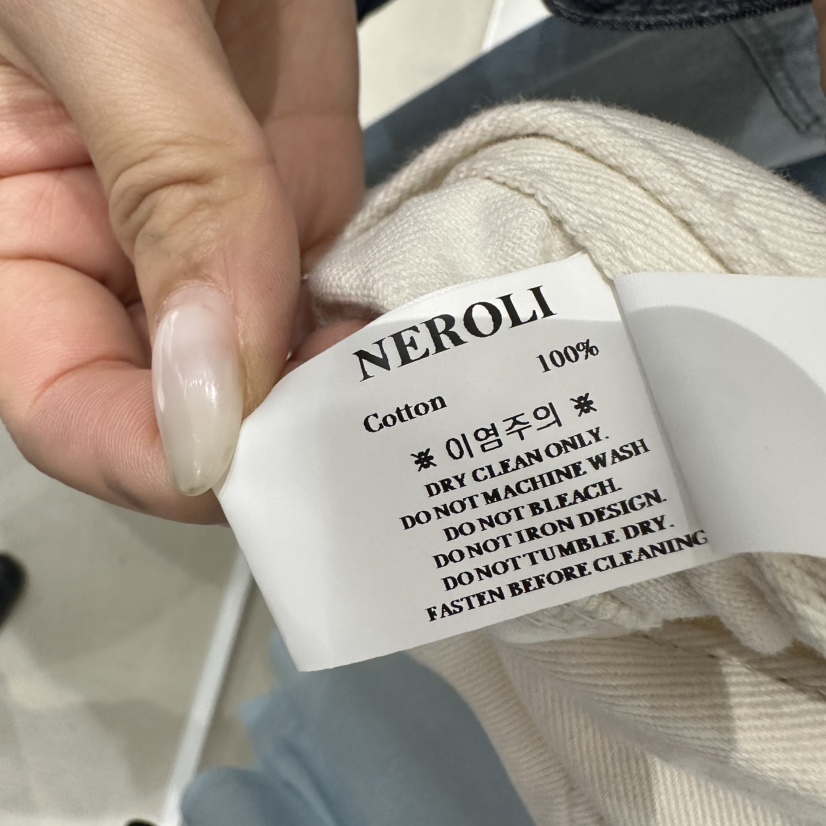 NEROLI
Cotton 100%
※ 이염주의 ※
DRY CLEAN ONLY.
DO NOT MACHINE WASH
DO NOT BLEACH.
DO NOT IRON DESIGN.
DO NOT TUMBLE DRY.
FASTEN BEFORE CLEANING